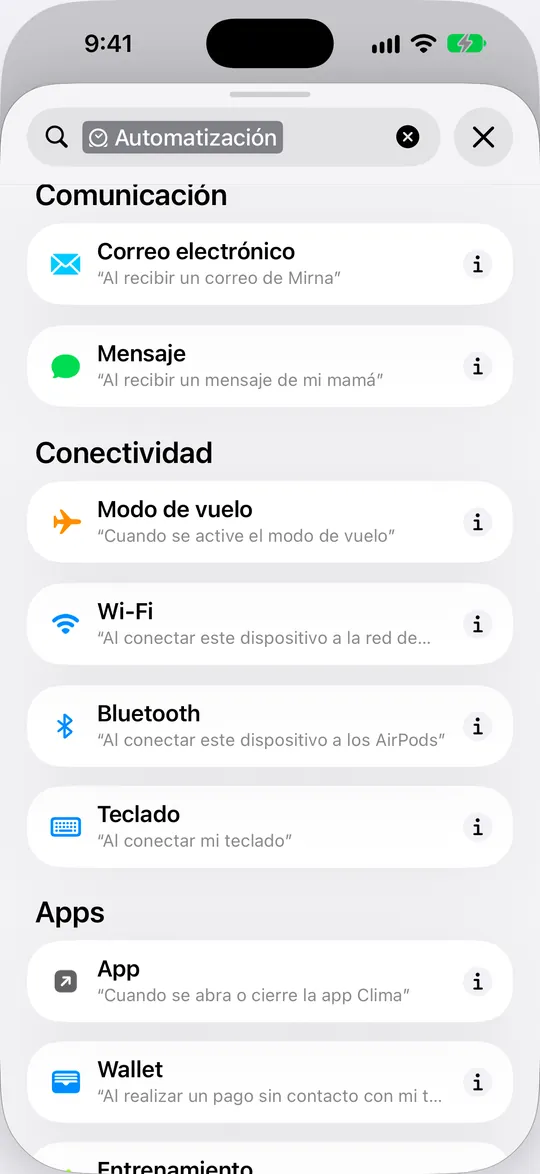 9:41
Automatización
Comunicación
Correo electrónico
“Al recibir un correo de Mirna”
Mensaje
“Al recibir un mensaje de mi mamá”
Conectividad
Modo de vuelo
“Cuando se active el modo de vuelo”
Wi-Fi
“Al conectar este dispositivo a la red de...
Bluetooth
“Al conectar este dispositivo a los AirPods”
Teclado
“Al conectar mi teclado”
Apps
App
“Cuando se abra o cierre la app Clima”
Wallet
“Al realizar un pago sin contacto con mi t...
Entrenamiento